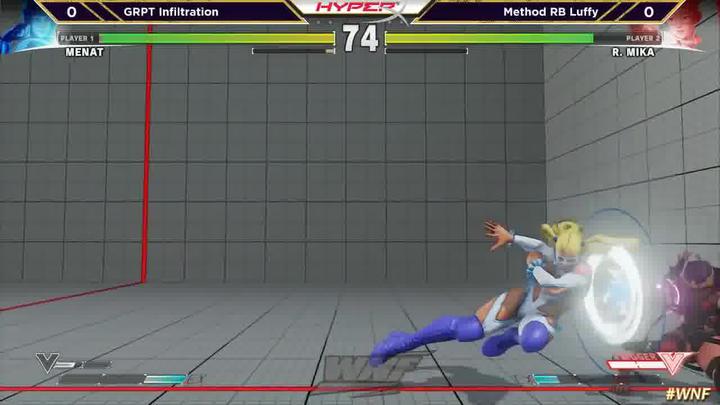 0 GRPT Infiltration HYPER Method RB Luffy 0
PLAYER 1 74 PLAYER 2
MENAT R. MIKA
WNF
#WNF